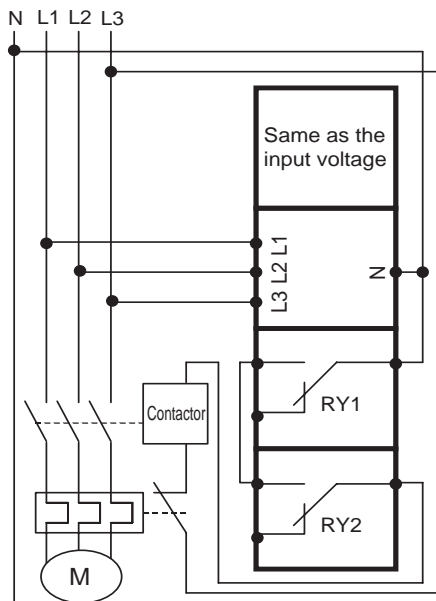 N L1 L2 L3
Same as the
input voltage
L1
L2
L3
N
Contactor
RY1
RY2
M